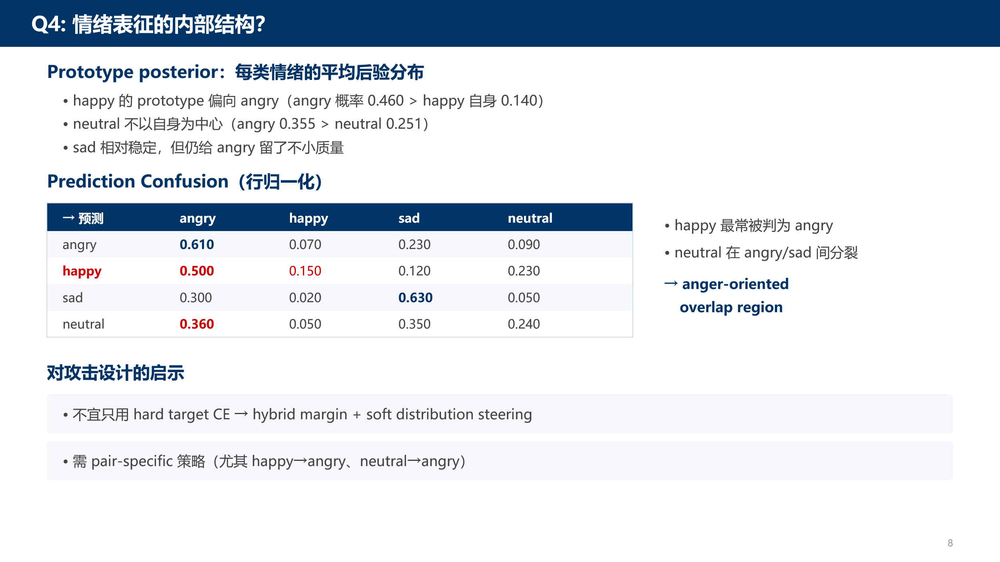 Q4: 情绪表征的内部结构？
Prototype posterior：每类情绪的平均后验分布
• happy 的 prototype 偏向 angry（angry 概率 0.460 > happy 自身 0.140）
• neutral 不以自身为中心（angry 0.355 > neutral 0.251）
• sad 相对稳定，但仍给 angry 留了不小质量
Prediction Confusion（行归一化）
→ 预测 angry happy sad neutral
angry 0.610 0.070 0.230 0.090
happy 0.500 0.150 0.120 0.230
sad 0.300 0.020 0.630 0.050
neutral 0.360 0.050 0.350 0.240
• happy 最常被判为 angry
• neutral 在 angry/sad 间分裂
→ anger-oriented
overlap region
对攻击设计的启示
• 不宜只用 hard target CE → hybrid margin + soft distribution steering
• 需 pair-specific 策略（尤其 happy→angry、neutral→angry）
8